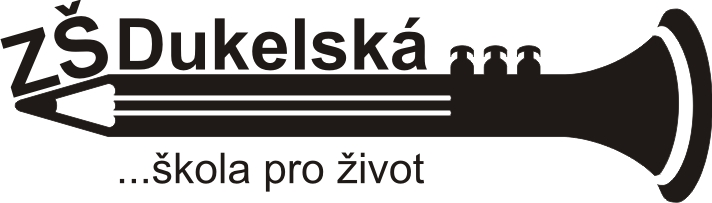 ZŠ Dukelská
...škola pro život